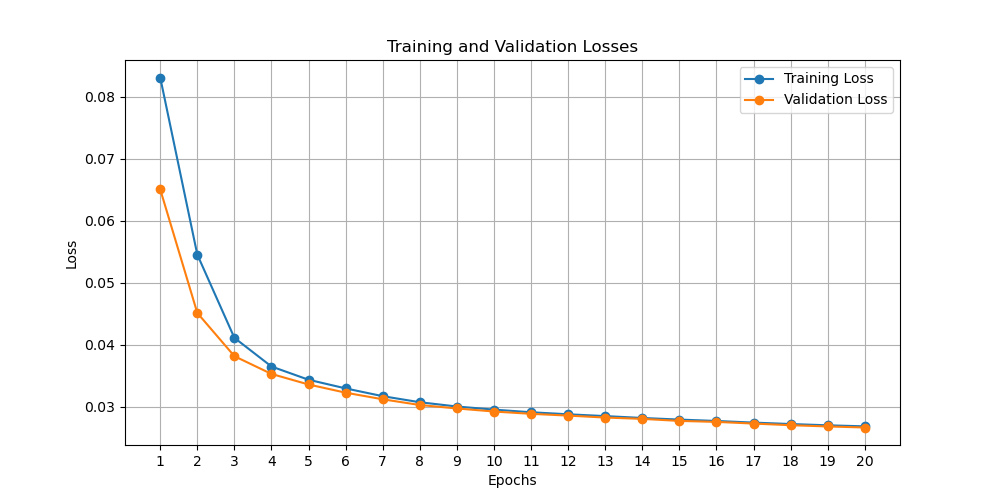 Training and Validation Losses
Training Loss
Validation Loss
Loss
0.08
0.07
0.06
0.05
0.04
0.03
1 2 3 4 5 6 7 8 9 10 11 12 13 14 15 16 17 18 19 20
Epochs